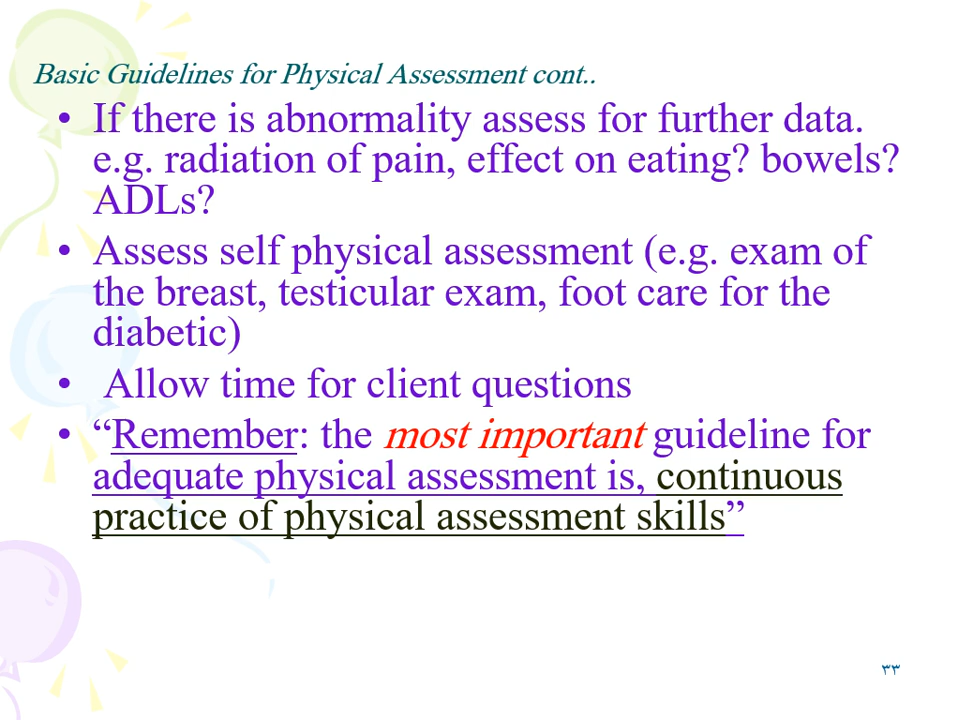 Basic Guidelines for Physical Assessment cont..
• If there is abnormality assess for further data.
e.g. radiation of pain, effect on eating? bowels?
ADLs?
• Assess self physical assessment (e.g. exam of
the breast, testicular exam, foot care for the
diabetic)
• Allow time for client questions
• “Remember: the most important guideline for
adequate physical assessment is, continuous
practice of physical assessment skills”
٣٣